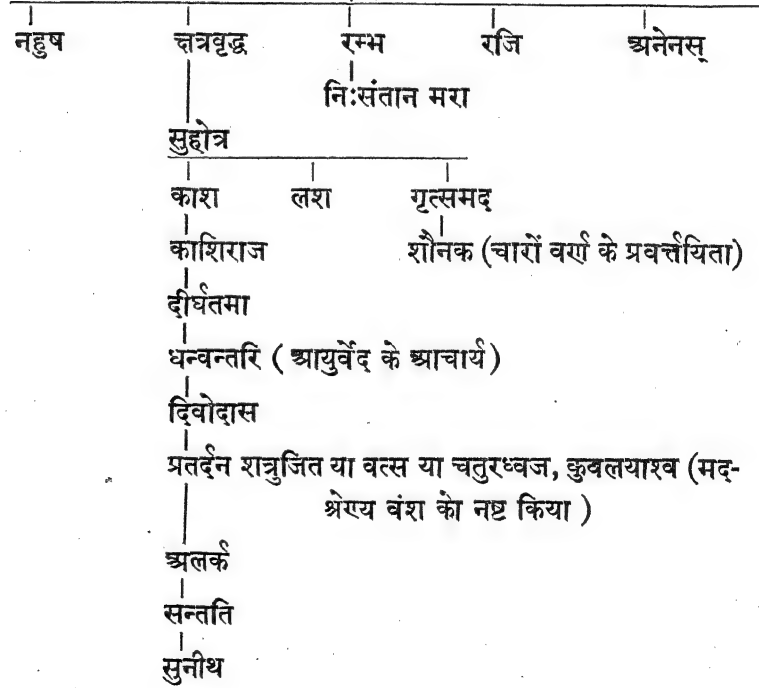 नहुष क्षत्रवृद्ध रम्भ रजि अनेनस्
निःसंतान मरा
सुहोत्र
काश लश गृत्समद
काशिराज शौनक (चारों वर्ण के प्रवर्त्तयिता)
दीर्घतमा
धन्वन्तरि ( आयुर्वेद के आचार्य)
दिवोदास
प्रतर्दन शत्रुजित या वत्स या चतुरध्वज, कुवलयाश्व (मद-
श्रेण्य वंश को नष्ट किया )
अलर्क
सन्तति
सुनीथ